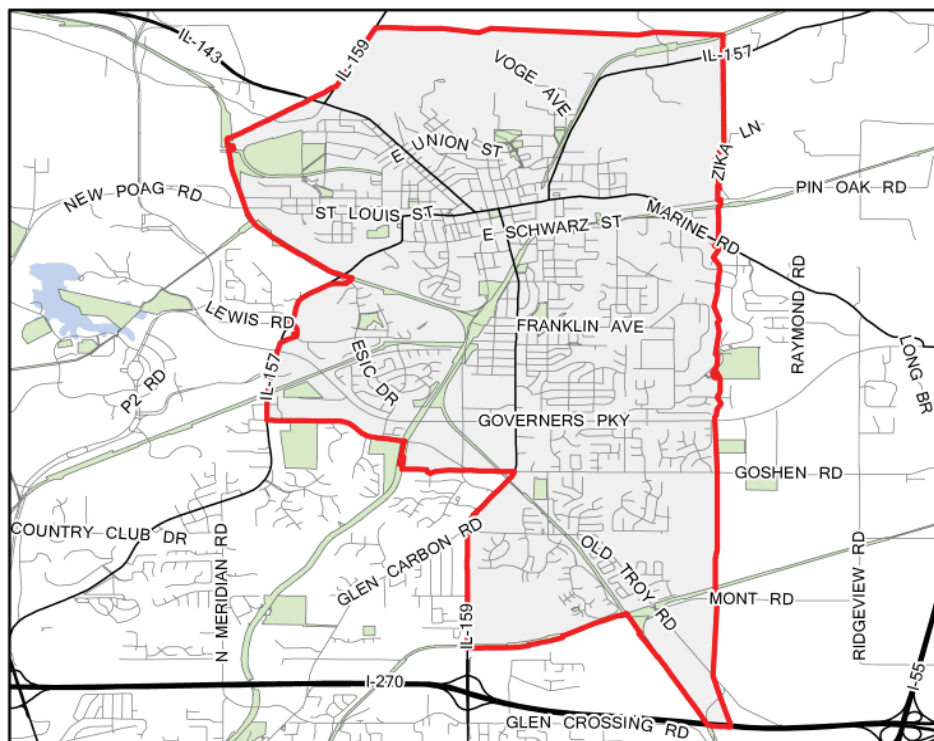 IL-143
IL-159
IL-157
VOGE AVE
E UNION ST
ZIKA LN
NEW POAG RD
PIN OAK RD
ST LOUIS ST
MARINE RD
E SCHWARZ ST
RAYMOND RD
LEWIS RD
FRANKLIN AVE
LONG BR
ESIC DR
P2 RD
IL-157
GOVERNERS PKY
GOSHEN RD
COUNTRY CLUB DR
N MERIDIAN RD
GLEN CARBON RD
OLD TROY RD
RIDGEVIEW RD
MONT RD
IL-159
I-270
I-55
GLEN CROSSING RD